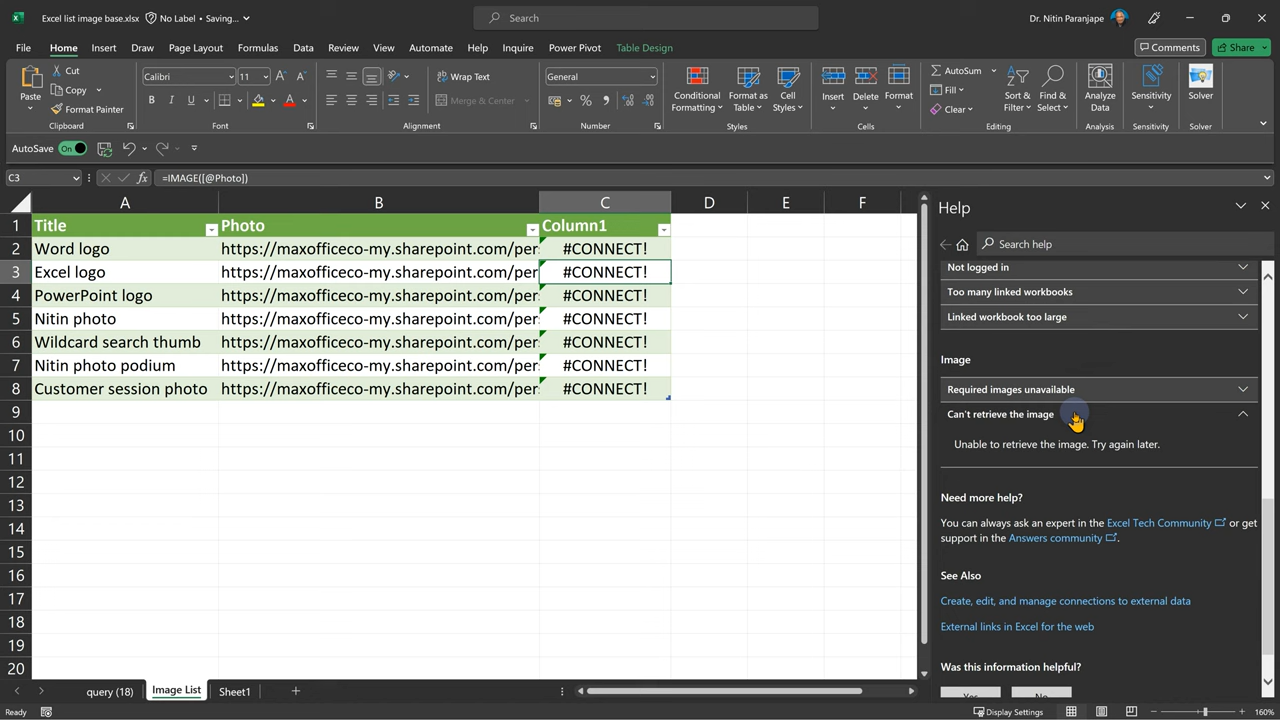 Excel list image base.xlsx
No Label • Saving...
Search
Dr. Nitin Paranjape
File Home Insert Draw Page Layout Formulas Data Review View Automate Help Inquire Power Pivot Table Design
Comments
Share
Paste
Cut
Copy
Format Painter
Clipboard
Calibri
11
B I U
Font
Wrap Text
Merge & Center
Alignment
General
%
Number
Conditional Formatting
Format as Table
Cell Styles
Styles
Insert
Delete
Format
Cells
AutoSum
Fill
Clear
Sort & Filter
Find & Select
Editing
Analyze Data
Analysis
Sensitivity
Sensitivity
Solver
Solver
AutoSave On
C3
fx
=IMAGE([@Photo])
A B C D E F
1 Title Photo Column1
2 Word logo https://maxofficeco-my.sharepoint.com/per #CONNECT!
3 Excel logo https://maxofficeco-my.sharepoint.com/per #CONNECT!
4 PowerPoint logo https://maxofficeco-my.sharepoint.com/per #CONNECT!
5 Nitin photo https://maxofficeco-my.sharepoint.com/per #CONNECT!
6 Wildcard search thumb https://maxofficeco-my.sharepoint.com/per #CONNECT!
7 Nitin photo podium https://maxofficeco-my.sharepoint.com/per #CONNECT!
8 Customer session photo https://maxofficeco-my.sharepoint.com/per #CONNECT!
9
10
11
12
13
14
15
16
17
18
19
20
Help
Search help
Not logged in
Too many linked workbooks
Linked workbook too large
Image
Required images unavailable
Can't retrieve the image
Unable to retrieve the image. Try again later.
Need more help?
You can always ask an expert in the Excel Tech Community or get
support in the Answers community.
See Also
Create, edit, and manage connections to external data
External links in Excel for the web
Was this information helpful?
Yes No
query (18) Image List Sheet1
Ready
Display Settings
160%